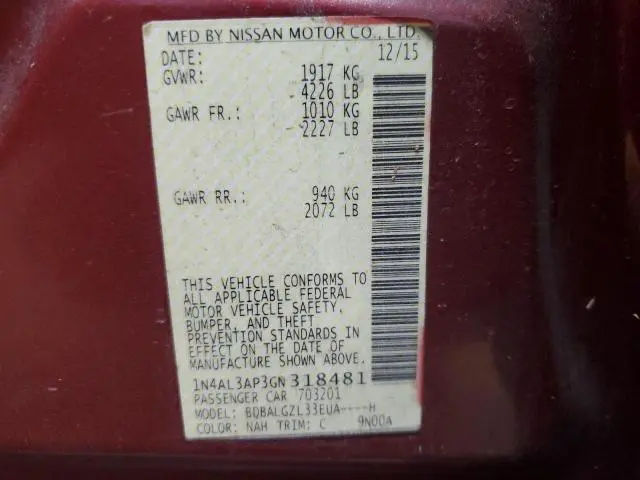 MFD BY NISSAN MOTOR CO., LTD.
DATE: 12/15
GVWR: 1917 KG
4226 LB
GAWR FR.: 1010 KG
2227 LB
GAWR RR.: 940 KG
2072 LB
THIS VEHICLE CONFORMS TO
ALL APPLICABLE FEDERAL
MOTOR VEHICLE SAFETY,
BUMPER, AND THEFT
PREVENTION STANDARDS IN
EFFECT ON THE DATE OF
MANUFACTURE SHOWN ABOVE.
1N4AL3AP3GN318481
PASSENGER CAR 703201
MODEL: BDBALGZL33EUA----H
COLOR: NAH TRIM: C 9N00A